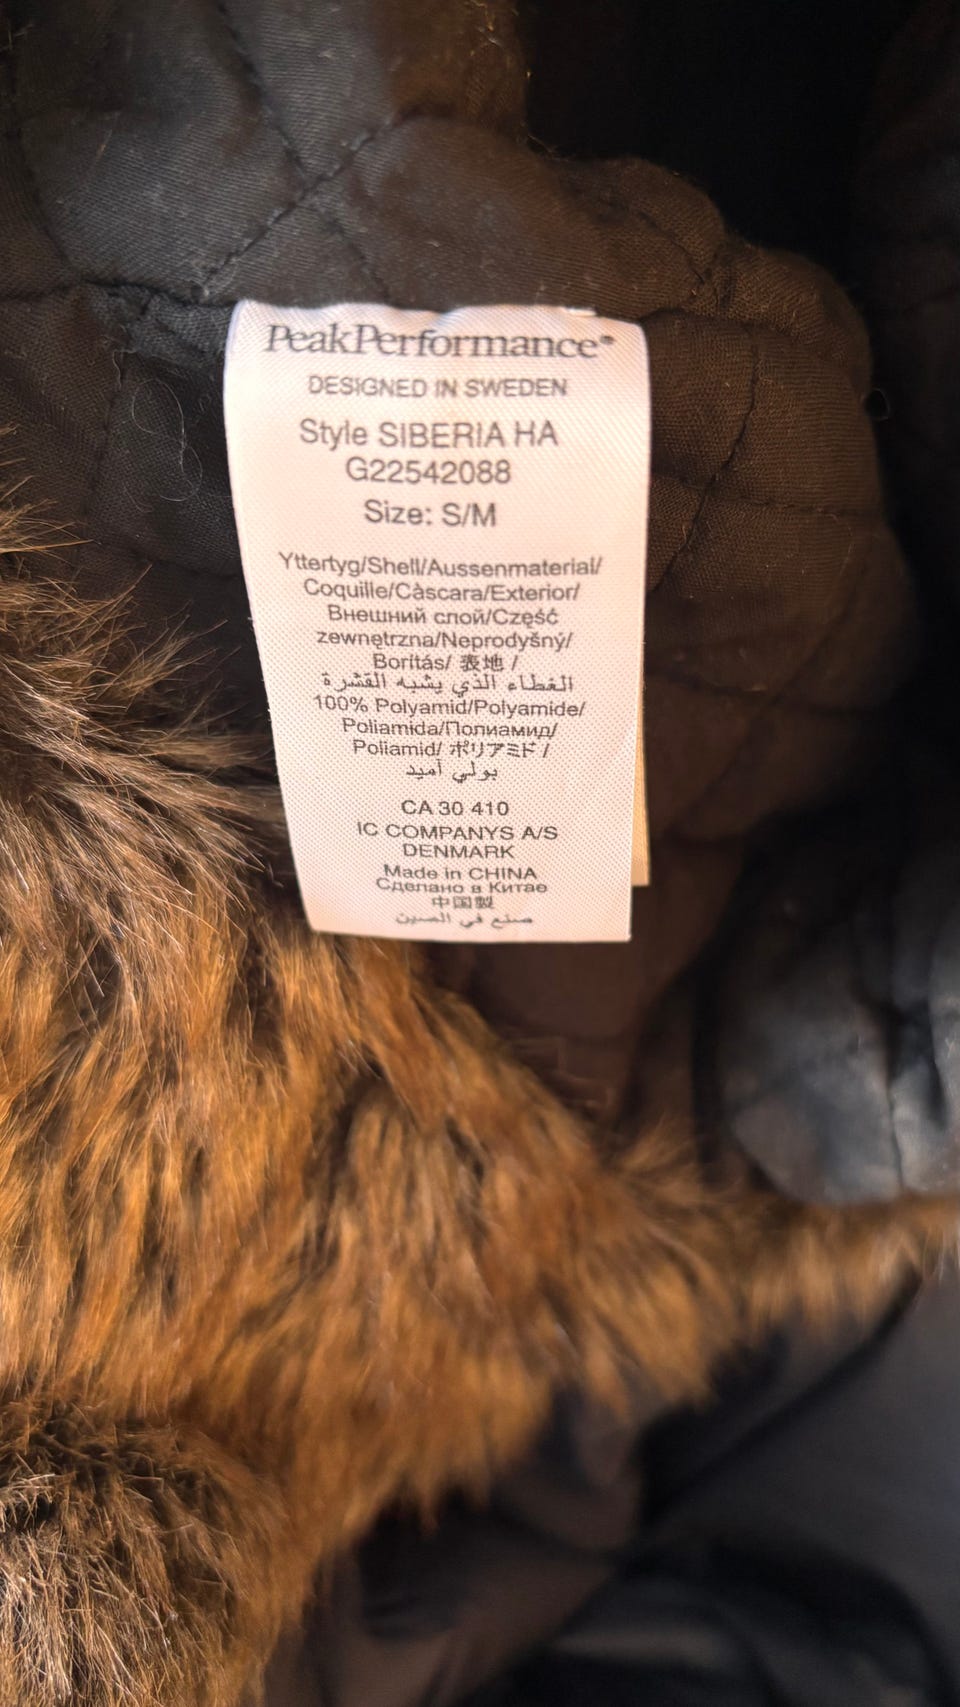 PeakPerformance®
DESIGNED IN SWEDEN
Style SIBERIA HA
G22542088
Size: S/M
Yttertyg/Shell/Aussenmaterial/
Coquille/Càscara/Exterior/
Внешний слой/Część
zewnętrzna/Neprodyšný/
Borítás/ 表地 /
الغطاء الذي يشبه القشرة
100% Polyamid/Polyamide/
Poliamida/Полиамид/
Poliamid/ ポリアミド /
بولي أميد
CA 30 410
IC COMPANYS A/S
DENMARK
Made in CHINA
Сделано в Китае
中国製
صنع في الصين